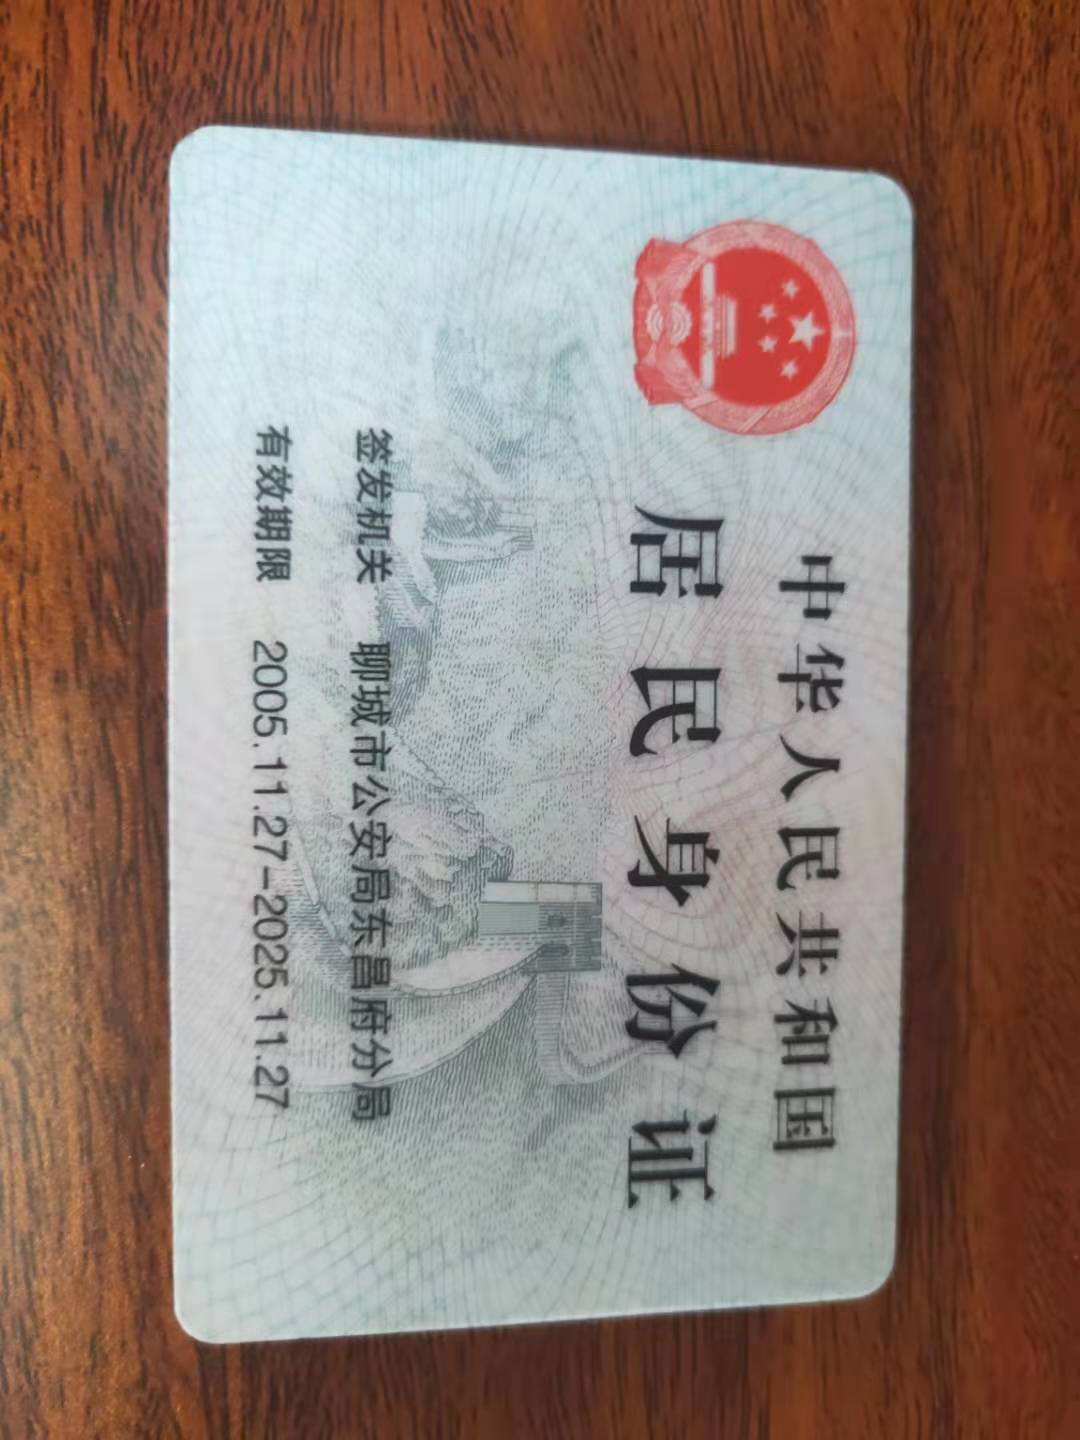 中华人民共和国
居民身份证
签发机关 聊城市公安局东昌府分局
有效期限 2005.11.27-2025.11.27